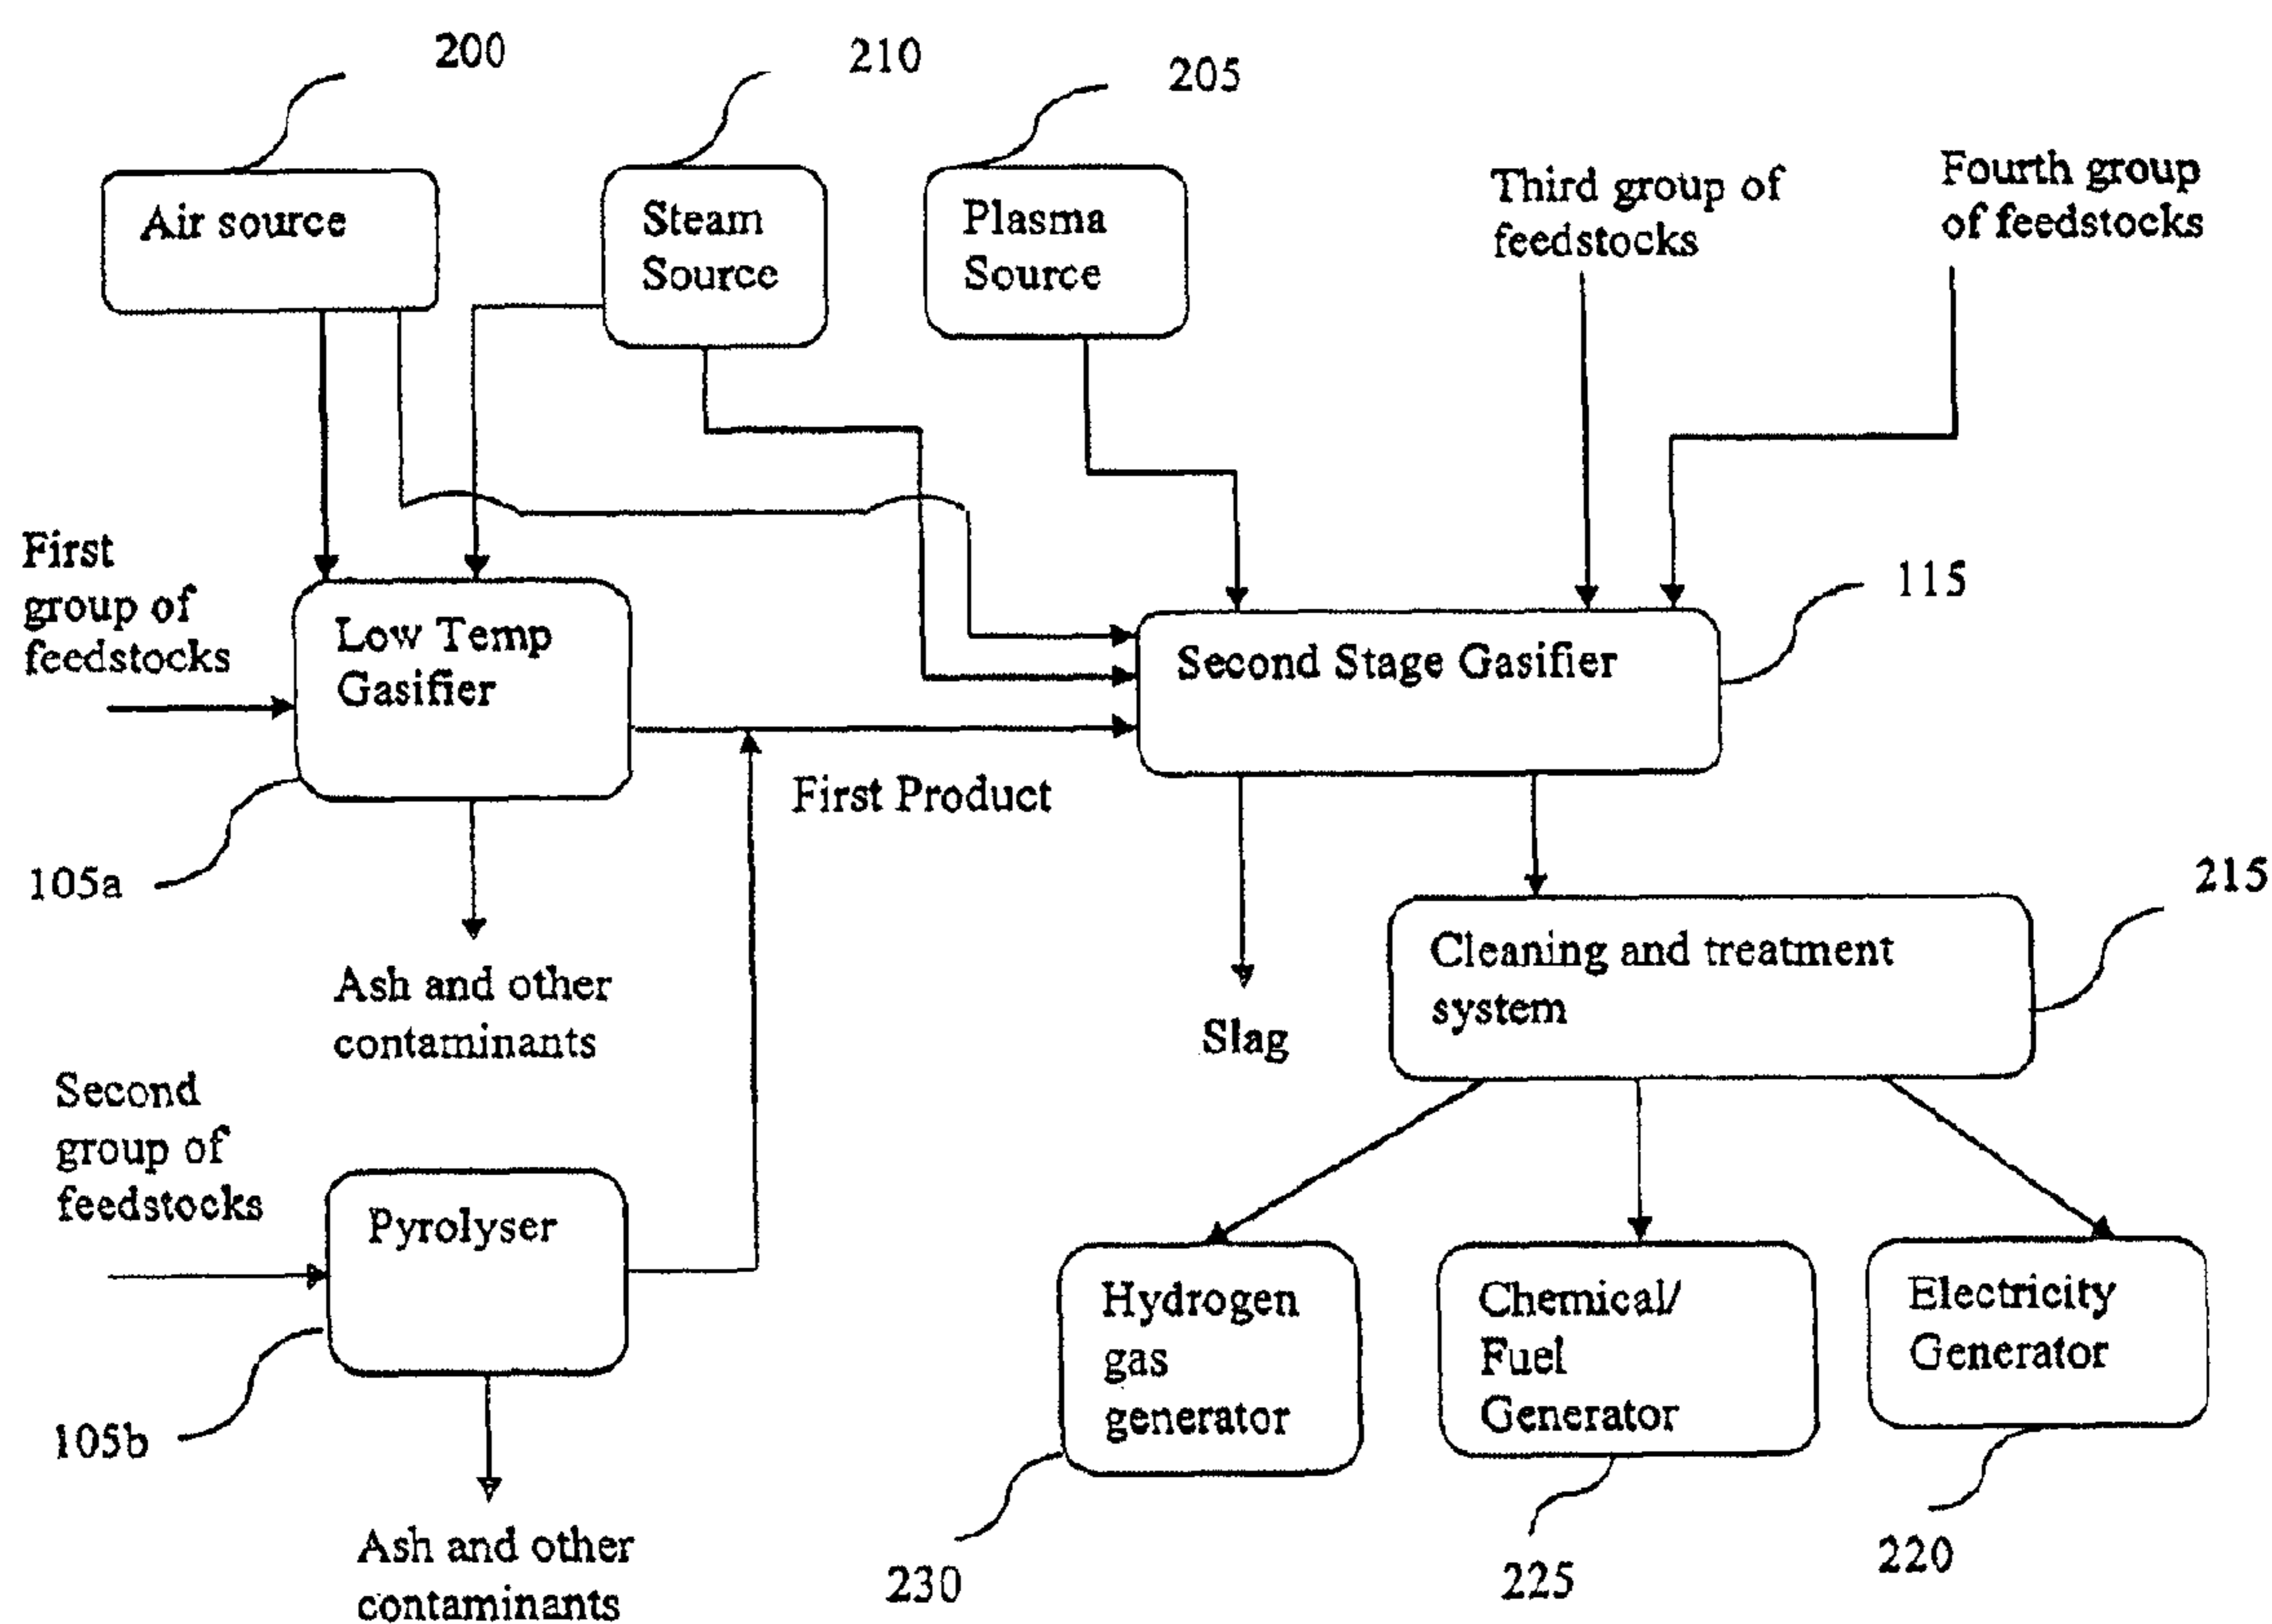 200
210
205
Air source
Steam
Source
Plasma
Source
Third group of
feedstocks
Fourth group
of feedstocks
First
group of
feedstocks
Low Temp
Gasifier
Second Stage Gasifier
115
First Product
105a
Ash and other
contaminants
Slag
Cleaning and treatment
system
215
Second
group of
feedstocks
Pyrolyser
105b
Ash and other
contaminants
Hydrogen
gas
generator
Chemical/
Fuel
Generator
Electricity
Generator
230
225
220